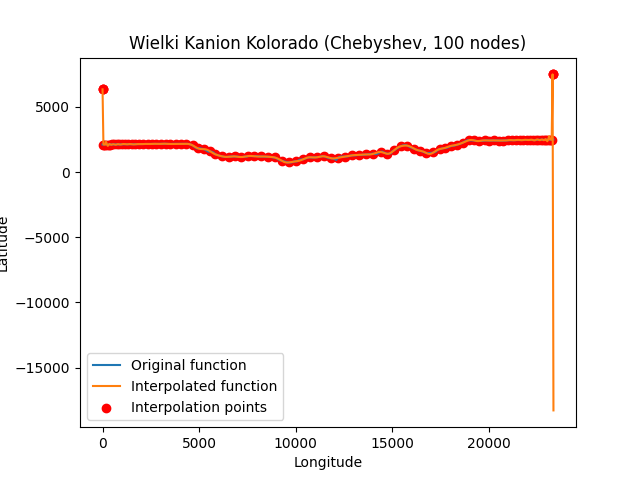 Wielki Kanion Kolorado (Chebyshev, 100 nodes)
5000
0
−5000
−10000
−15000
Latitude
Original function
Interpolated function
Interpolation points
0
5000
10000
15000
20000
Longitude